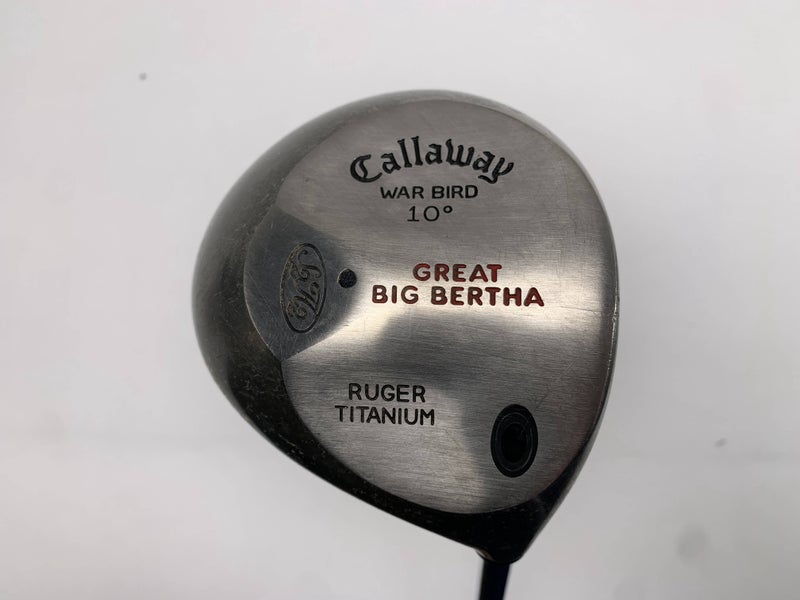 Callaway
WAR BIRD
10°
GREAT
BIG BERTHA
RUGER
TITANIUM